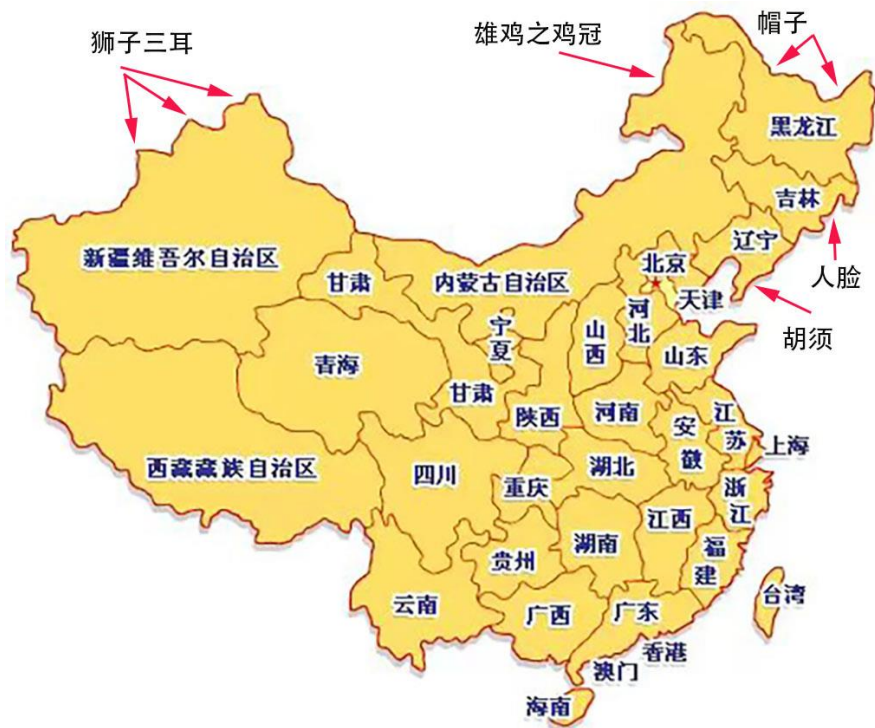 狮子三耳
雄鸡之鸡冠
帽子
黑龙江
吉林
辽宁
人脸
胡须
新疆维吾尔自治区
甘肃
内蒙古自治区
北京
天津
河北
山西
宁夏
青海
甘肃
陕西
山东
河南
江苏
安徽
上海
西藏藏族自治区
四川
重庆
湖北
浙江
江西
湖南
贵州
福建
云南
广西
广东
台湾
香港
澳门
海南